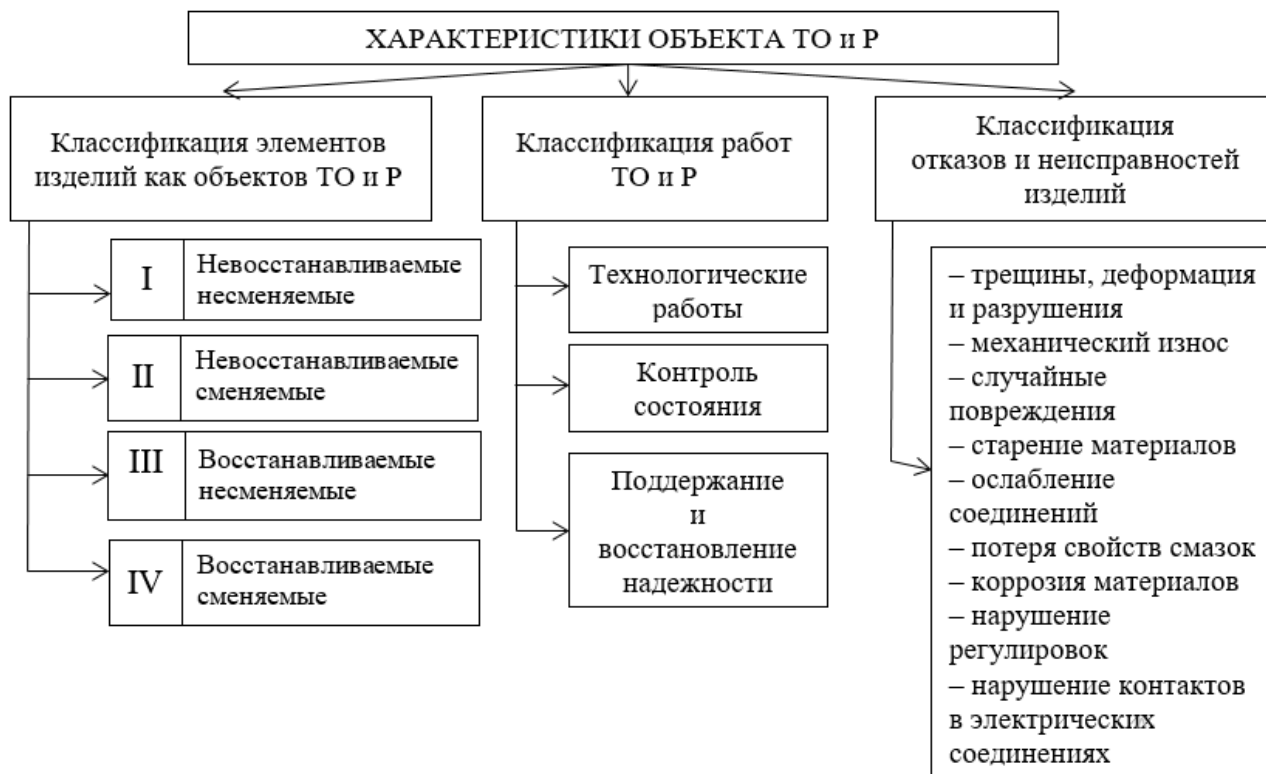 ХАРАКТЕРИСТИКИ ОБЪЕКТА ТО и Р
Классификация элементов
изделий как объектов ТО и Р
I
Невосстанавливаемые
несменяемые
II
Невосстанавливаемые
сменяемые
III
Восстанавливаемые
несменяемые
IV
Восстанавливаемые
сменяемые
Классификация работ
ТО и Р
Технологические
работы
Контроль
состояния
Поддержание
и
восстановление
надежности
Классификация
отказов и неисправностей
изделий
– трещины, деформация
и разрушения
– механический износ
– случайные
повреждения
– старение материалов
– ослабление
соединений
– потеря свойств смазок
– коррозия материалов
– нарушение
регулировок
– нарушение контактов
в электрических
соединениях